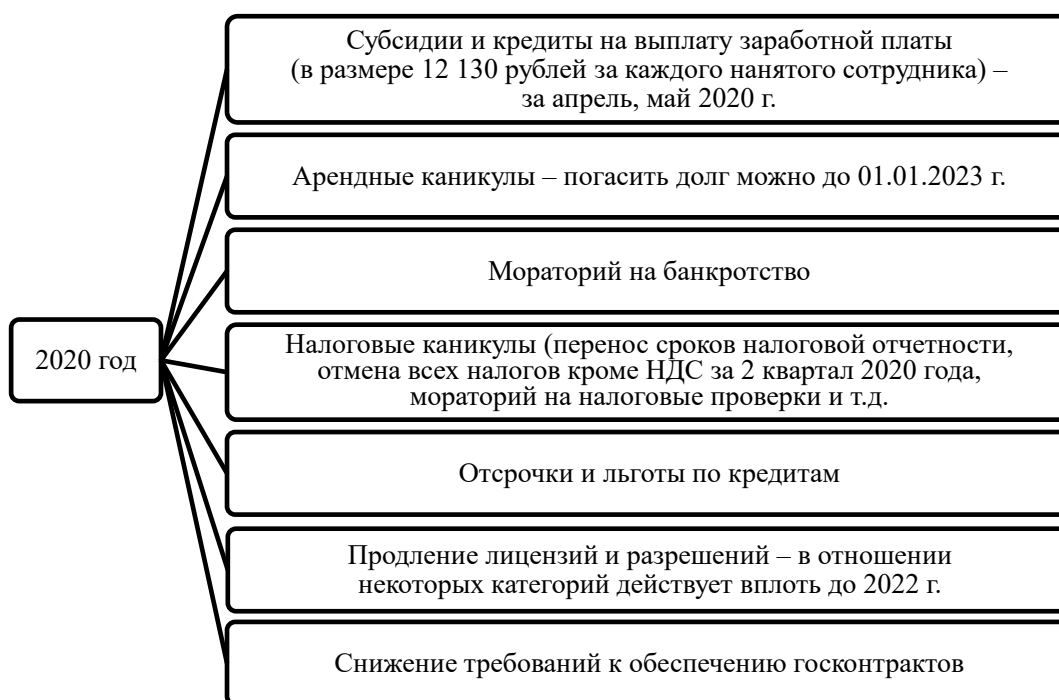 2020 год
Субсидии и кредиты на выплату заработной платы
(в размере 12 130 рублей за каждого нанятого сотрудника) –
за апрель, май 2020 г.
Арендные каникулы – погасить долг можно до 01.01.2023 г.
Мораторий на банкротство
Налоговые каникулы (перенос сроков налоговой отчетности,
отмена всех налогов кроме НДС за 2 квартал 2020 года,
мораторий на налоговые проверки и т.д.
Отсрочки и льготы по кредитам
Продление лицензий и разрешений – в отношении
некоторых категорий действует вплоть до 2022 г.
Снижение требований к обеспечению госконтрактов